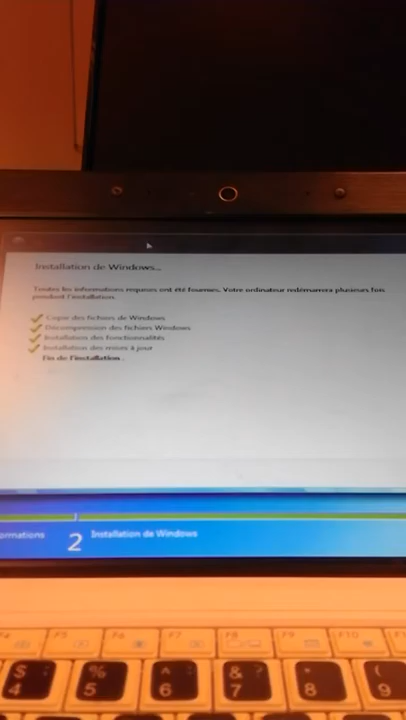 Installation de Windows...
Toutes les informations requises ont été fournies. Votre ordinateur redémarrera plusieurs fois
pendant l'installation.
Copie des fichiers de Windows
Décompression des fichiers Windows
Installation des fonctionnalités
Installation des mises à jour
Fin de l'installation .
ormations
2 Installation de Windows
F4 F5 F6 F7 F8 F9 F10
$ % ^ & ? * (
4 5 6 7 8 9